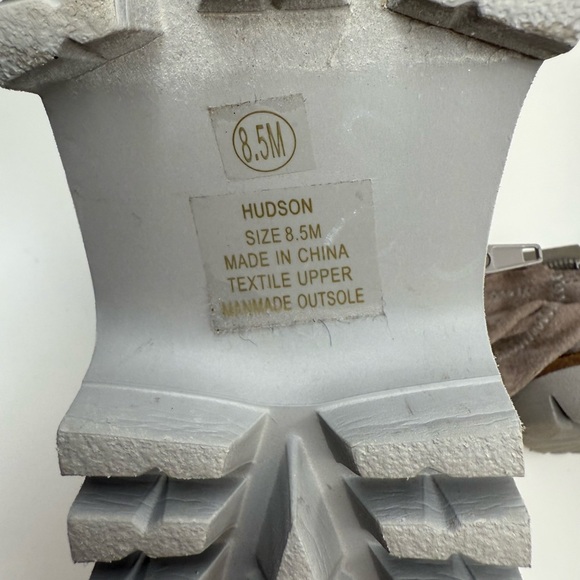 8.5M
HUDSON
SIZE 8.5M
MADE IN CHINA
TEXTILE UPPER
MANMADE OUTSOLE